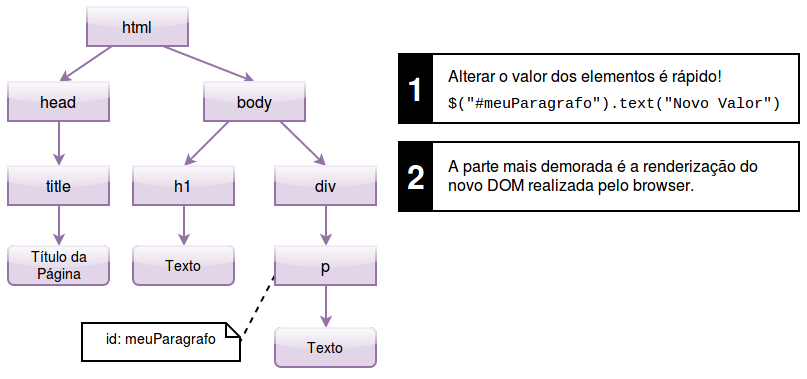 html
head
body
title
h1
div
Título da
Página
Texto
p
id: meuParagrafo
Texto
1
Alterar o valor dos elementos é rápido!
$("#meuParagrafo").text("Novo Valor")
2
A parte mais demorada é a renderização do
novo DOM realizada pelo browser.